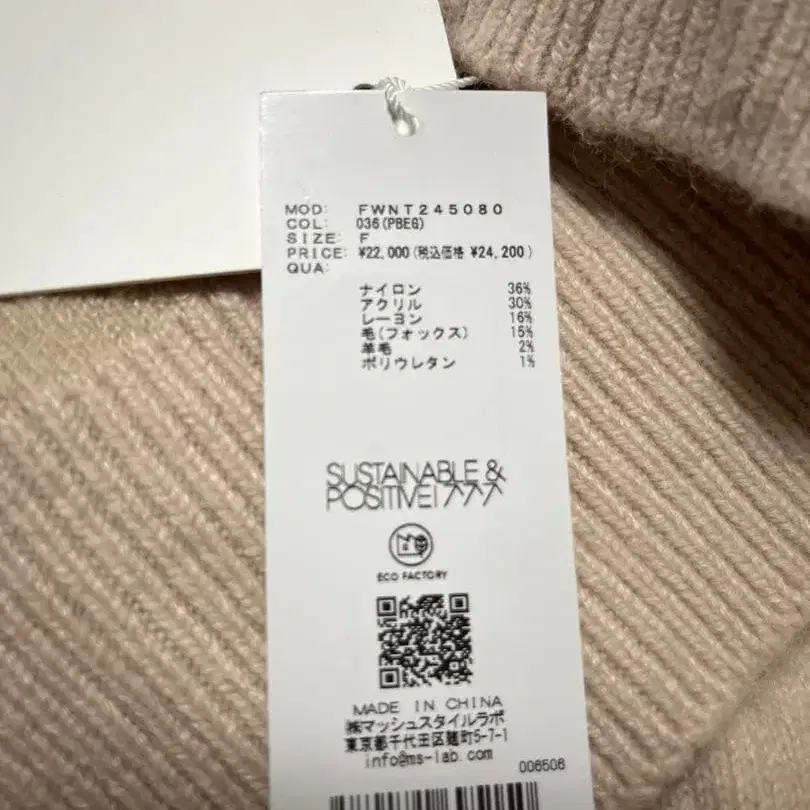 MOD: FWNT245080
COL: 036(PBEG)
SIZE: F
PRICE: ¥22,000(税込価格 ¥24,200)
QUA:
ナイロン 36%
アクリル 30%
レーヨン 16%
毛(フォックス) 15%
羊毛 2%
ポリウレタン 1%
SUSTAINABLE &
POSITIVE!
ECO FACTORY
MADE IN CHINA
㈱マッシュスタイルラボ
東京都千代田区麹町5-7-1
info@ms-lab.com
006506